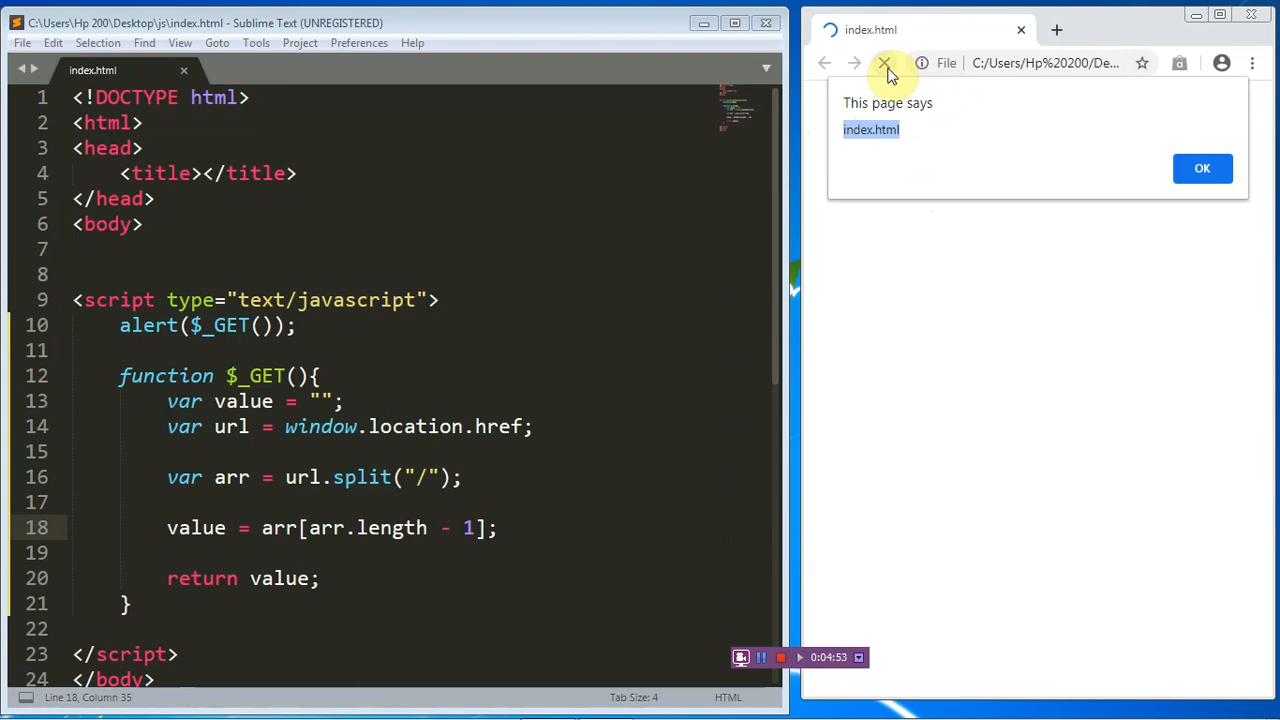 C:\Users\Hp 200\Desktop\js\index.html - Sublime Text (UNREGISTERED)
File Edit Selection Find View Goto Tools Project Preferences Help
index.html
1 <!DOCTYPE html>
2 <html>
3 <head>
4 <title></title>
5 </head>
6 <body>
7
8
9 <script type="text/javascript">
10 alert($_GET());
11
12 function $_GET(){
13 var value = "";
14 var url = window.location.href;
15
16 var arr = url.split("/");
17
18 value = arr[arr.length - 1];
19
20 return value;
21 }
22
23 </script>
24 </body>
Line 18, Column 35 Tab Size: 4 HTML
index.html
File C:/Users/Hp%20200/De...
This page says
index.html
OK
0:04:53